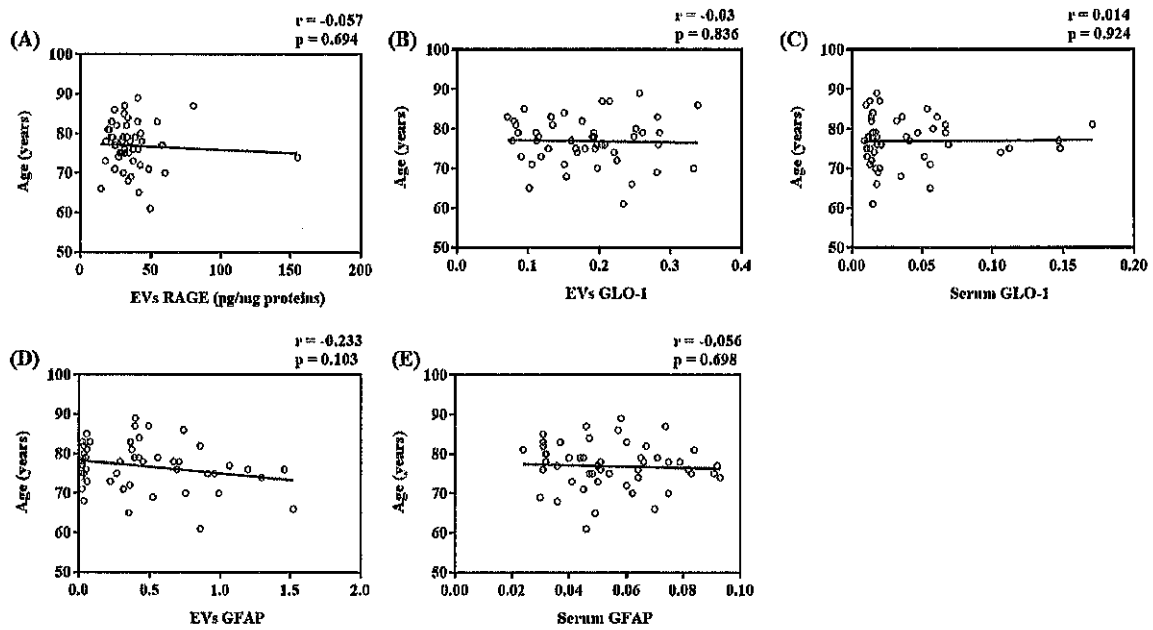 r = -0.057
p = 0.694
(A)
100
90
80
70
60
50
Age (years)
0
50
100
150
200
EVs RAGE (pg/mg proteins)
r = -0.03
p = 0.836
(B)
100
90
80
70
60
50
Age (years)
0.0
0.1
0.2
0.3
0.4
EVs GLO-1
r = 0.014
p = 0.924
(C)
100
90
80
70
60
50
Age (years)
0.00
0.05
0.10
0.15
0.20
Serum GLO-1
r = -0.233
p = 0.103
(D)
100
90
80
70
60
50
Age (years)
0.0
0.5
1.0
1.5
2.0
EVs GFAP
r = -0.056
p = 0.698
(E)
100
90
80
70
60
50
Age (years)
0.00
0.02
0.04
0.06
0.08
0.10
Serum GFAP